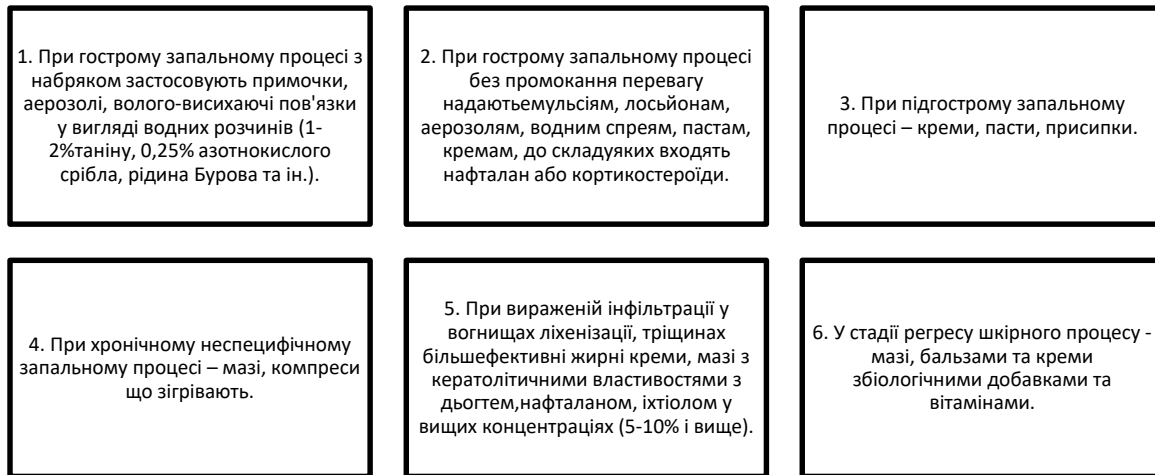 1. При гострому запальному процесі з
набряком застосовують примочки,
аерозолі, волого-висихаючі пов'язки
у вигляді водних розчинів (1-
2%таніну, 0,25% азотнокислого
срібла, рідина Бурова та ін.).
2. При гострому запальному процесі
без промокання перевагу
надаютьемульсіям, лосьйонам,
аерозолям, водним спреям, пастам,
кремам, до складуяких входять
нафталан або кортикостероїди.
3. При підгострому запальному
процесі – креми, пасти, присипки.
4. При хронічному неспецифічному
запальному процесі – мазі, компреси
що зігрівають.
5. При вираженій інфільтрації у
вогнищах ліхенізації, тріщинах
більшефективні жирні креми, мазі з
кератолітичними властивостями з
дьогтем,нафталаном, іхтіолом у
вищих концентраціях (5-10% і вище).
6. У стадії регресу шкірного процесу -
мазі, бальзами та креми
збіологічними добавками та
вітамінами.